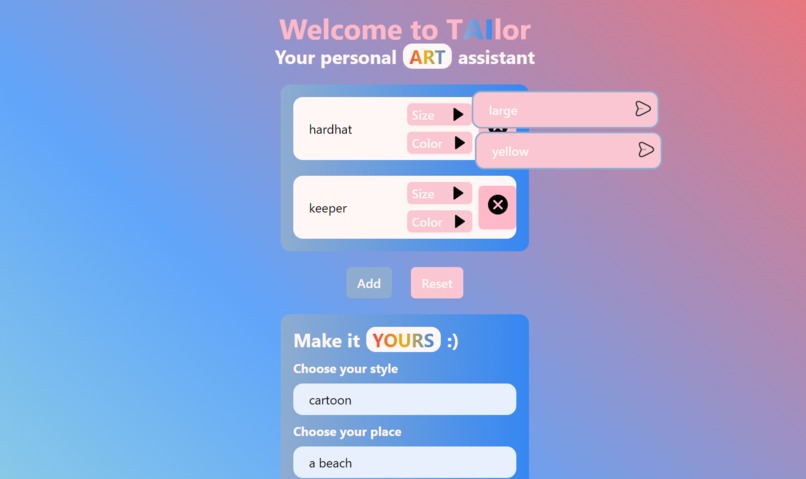 Welcome to TAIlor
Your personal ART assistant
hardhat
Size
large
Color
yellow
keeper
Size
Color
Add
Reset
Make it YOURS :)
Choose your style
cartoon
Choose your place
a beach